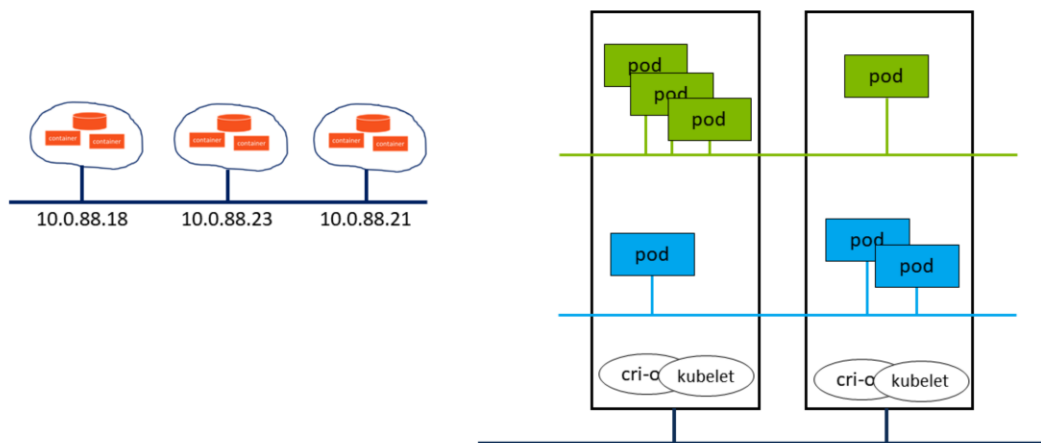 container
container
container
container
container
container
10.0.88.18
10.0.88.23
10.0.88.21
pod
pod
pod
pod
pod
pod
pod
cri-o
kubelet
cri-o
kubelet